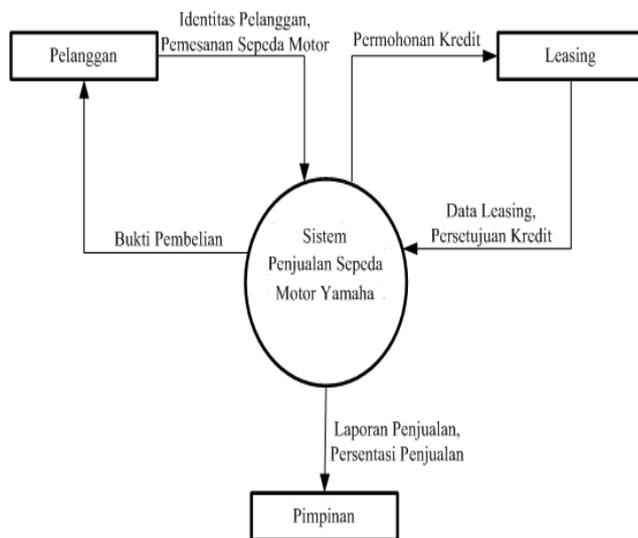 Identitas Pelanggan,
Pemesanan Sepeda Motor
Permohonan Kredit
Pelanggan
Leasing
Data Leasing,
Persetujuan Kredit
Bukti Pembelian
Sistem
Penjualan Sepeda
Motor Yamaha
Laporan Penjualan,
Persentasi Penjualan
Pimpinan